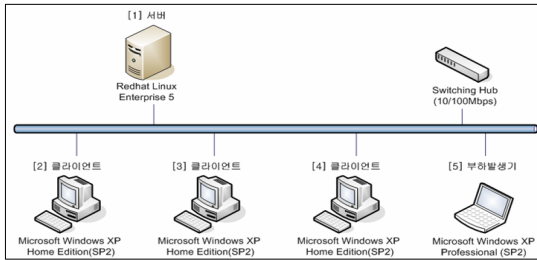 [1] 서버
Redhat Linux
Enterprise 5
Switching Hub
(10/100Mbps)
[2] 클라이언트
[3] 클라이언트
[4] 클라이언트
[5] 부하발생기
Microsoft Windows XP
Home Edition(SP2)
Microsoft Windows XP
Home Edition(SP2)
Microsoft Windows XP
Home Edition(SP2)
Microsoft Windows XP
Professional (SP2)